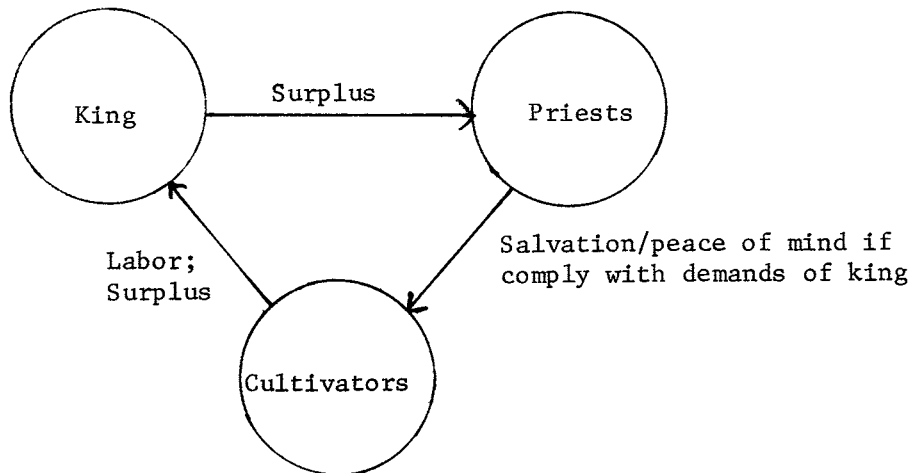 Surplus
King
Priests
Salvation/peace of mind if
comply with demands of king
Labor;
Surplus
Cultivators